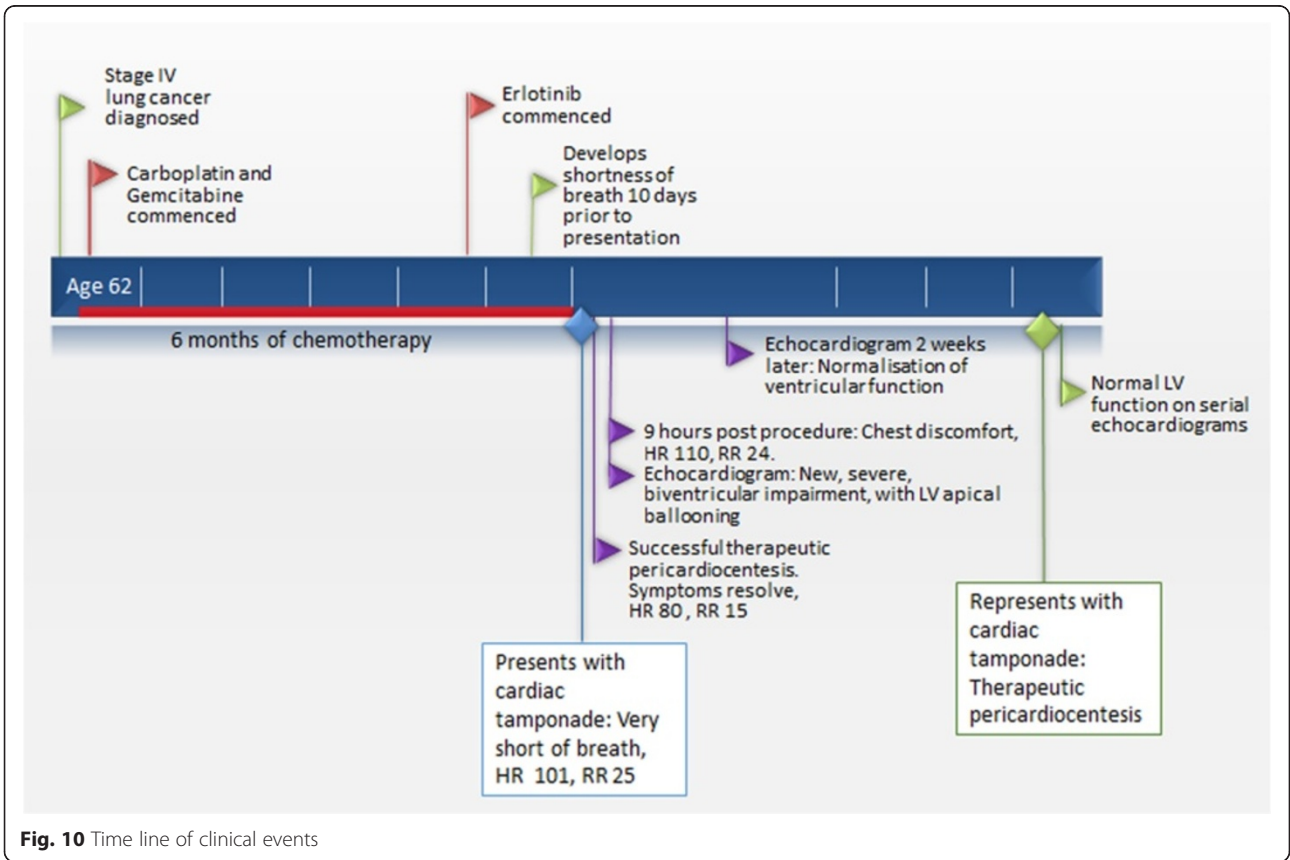 Stage IV
lung cancer
diagnosed
Carboplatin and
Gemcitabine
commenced
Erlotinib
commenced
Develops
shortness of
breath 10 days
prior to
presentation
Age 62
6 months of chemotherapy
Echocardiogram 2 weeks
later: Normalisation of
ventricular function
Normal LV
function on serial
echocardiograms
9 hours post procedure: Chest discomfort,
HR 110, RR 24.
Echocardiogram: New, severe,
biventricular impairment, with LV apical
ballooning
Successful therapeutic
pericardiocentesis.
Symptoms resolve,
HR 80, RR 15
Presents with
cardiac
tamponade: Very
short of breath,
HR 101, RR 25
Represents with
cardiac
tamponade:
Therapeutic
pericardiocentesis
Fig. 10 Time line of clinical events